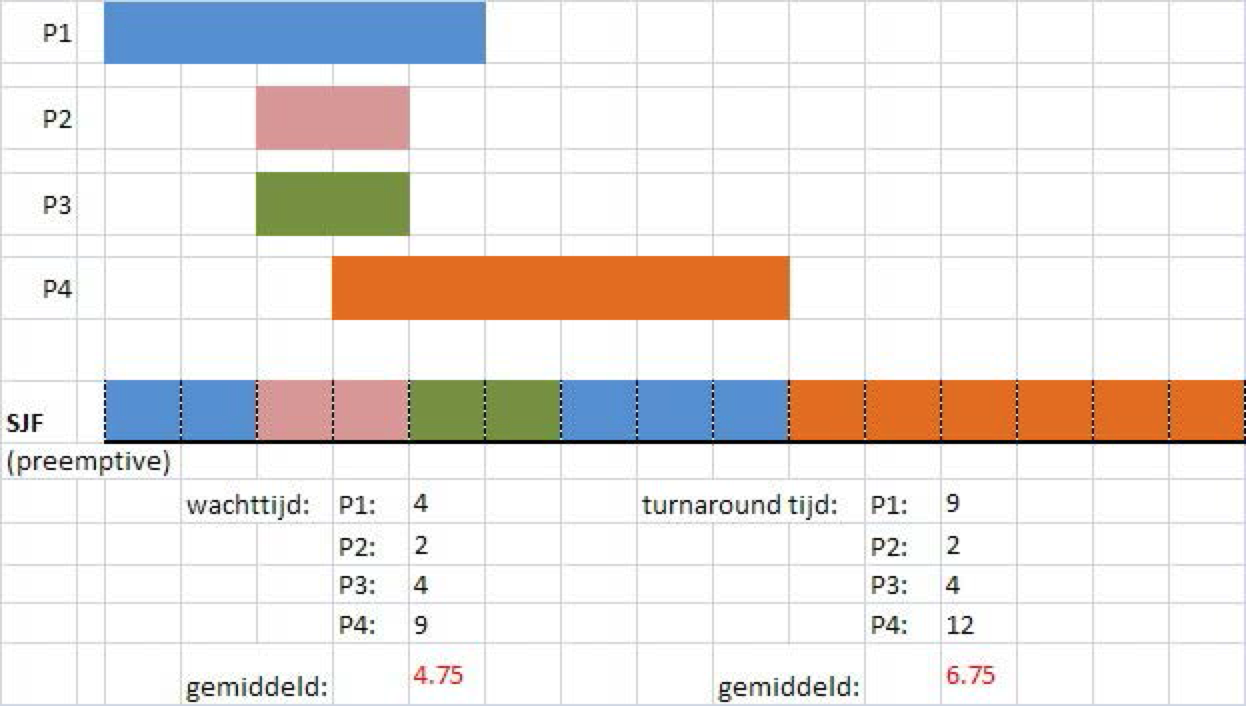 P1
P2
P3
P4
SJF
(preemptive)
wachttijd: P1: 4 turnaround tijd: P1: 9
P2: 2 P2: 2
P3: 4 P3: 4
P4: 9 P4: 12
gemiddeld: 4.75 gemiddeld: 6.75